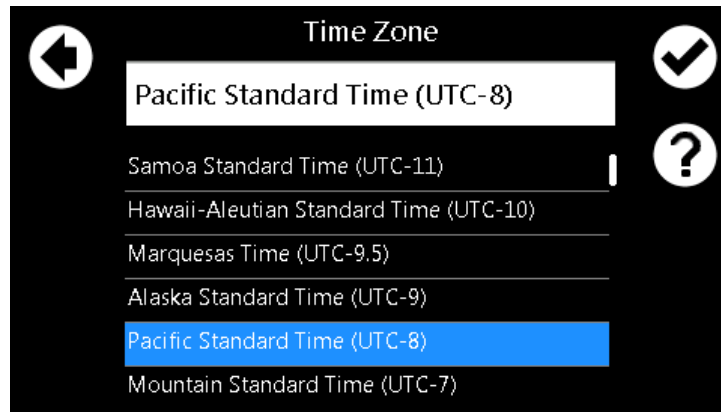 Time Zone
Pacific Standard Time (UTC-8)
Samoa Standard Time (UTC-11)
Hawaii-Aleutian Standard Time (UTC-10)
Marquesas Time (UTC-9.5)
Alaska Standard Time (UTC-9)
Pacific Standard Time (UTC-8)
Mountain Standard Time (UTC-7)
?